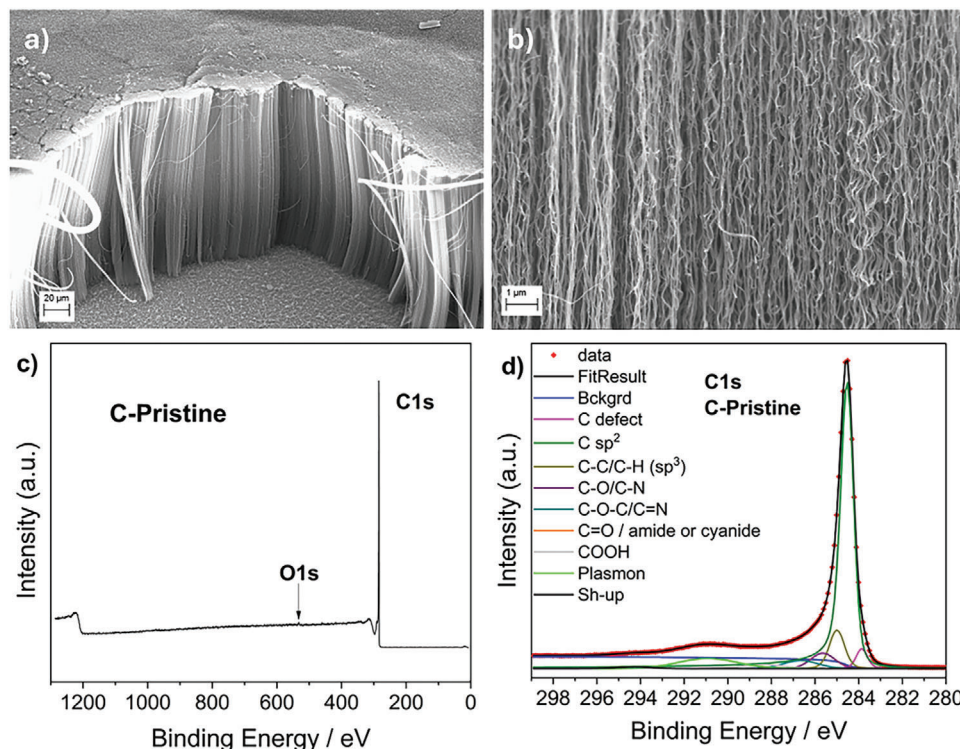 a)
20 µm
b)
1 µm
c)
C-Pristine
C1s
O1s
Intensity (a.u.)
1200 1000 800 600 400 200 0
Binding Energy / eV
d)
data
FitResult
Bckgrd
C defect
C sp²
C-C/C-H (sp³)
C-O/C-N
C-O-C/C=N
C=O / amide or cyanide
COOH
Plasmon
Sh-up
C1s
C-Pristine
Intensity (a.u.)
298 296 294 292 290 288 286 284 282 280
Binding Energy / eV